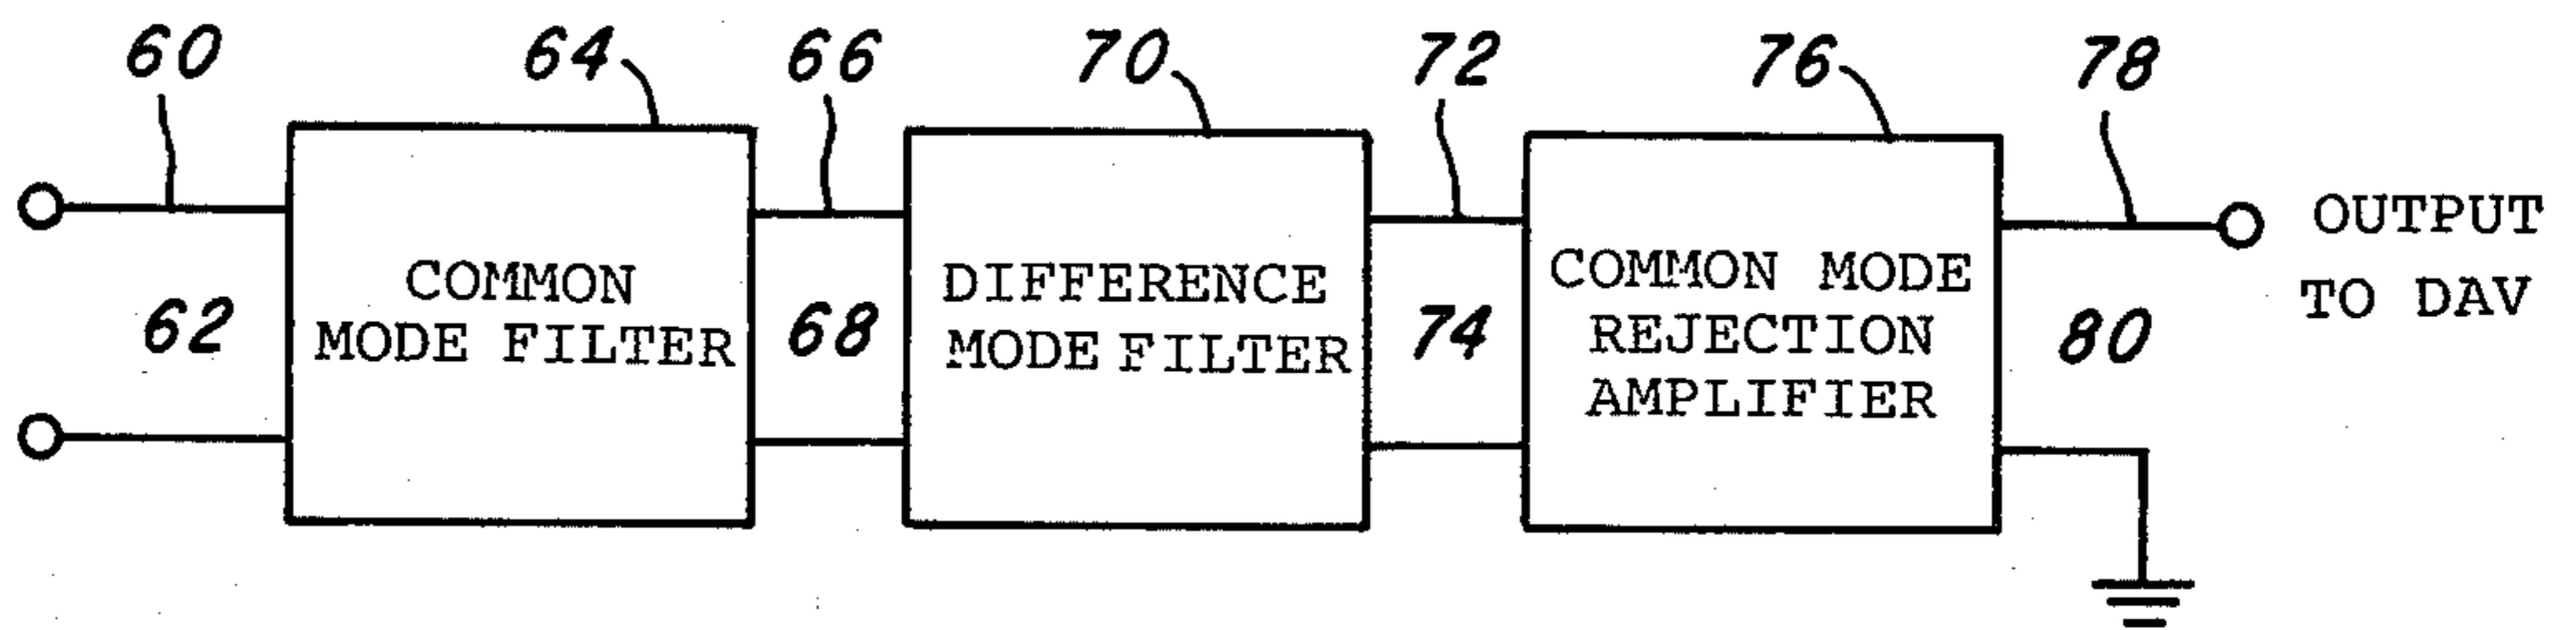 60 64 66 70 72 76 78
62
COMMON
MODE FILTER
68
DIFFERENCE
MODE FILTER
74
COMMON MODE
REJECTION
AMPLIFIER
80
OUTPUT
TO DAV